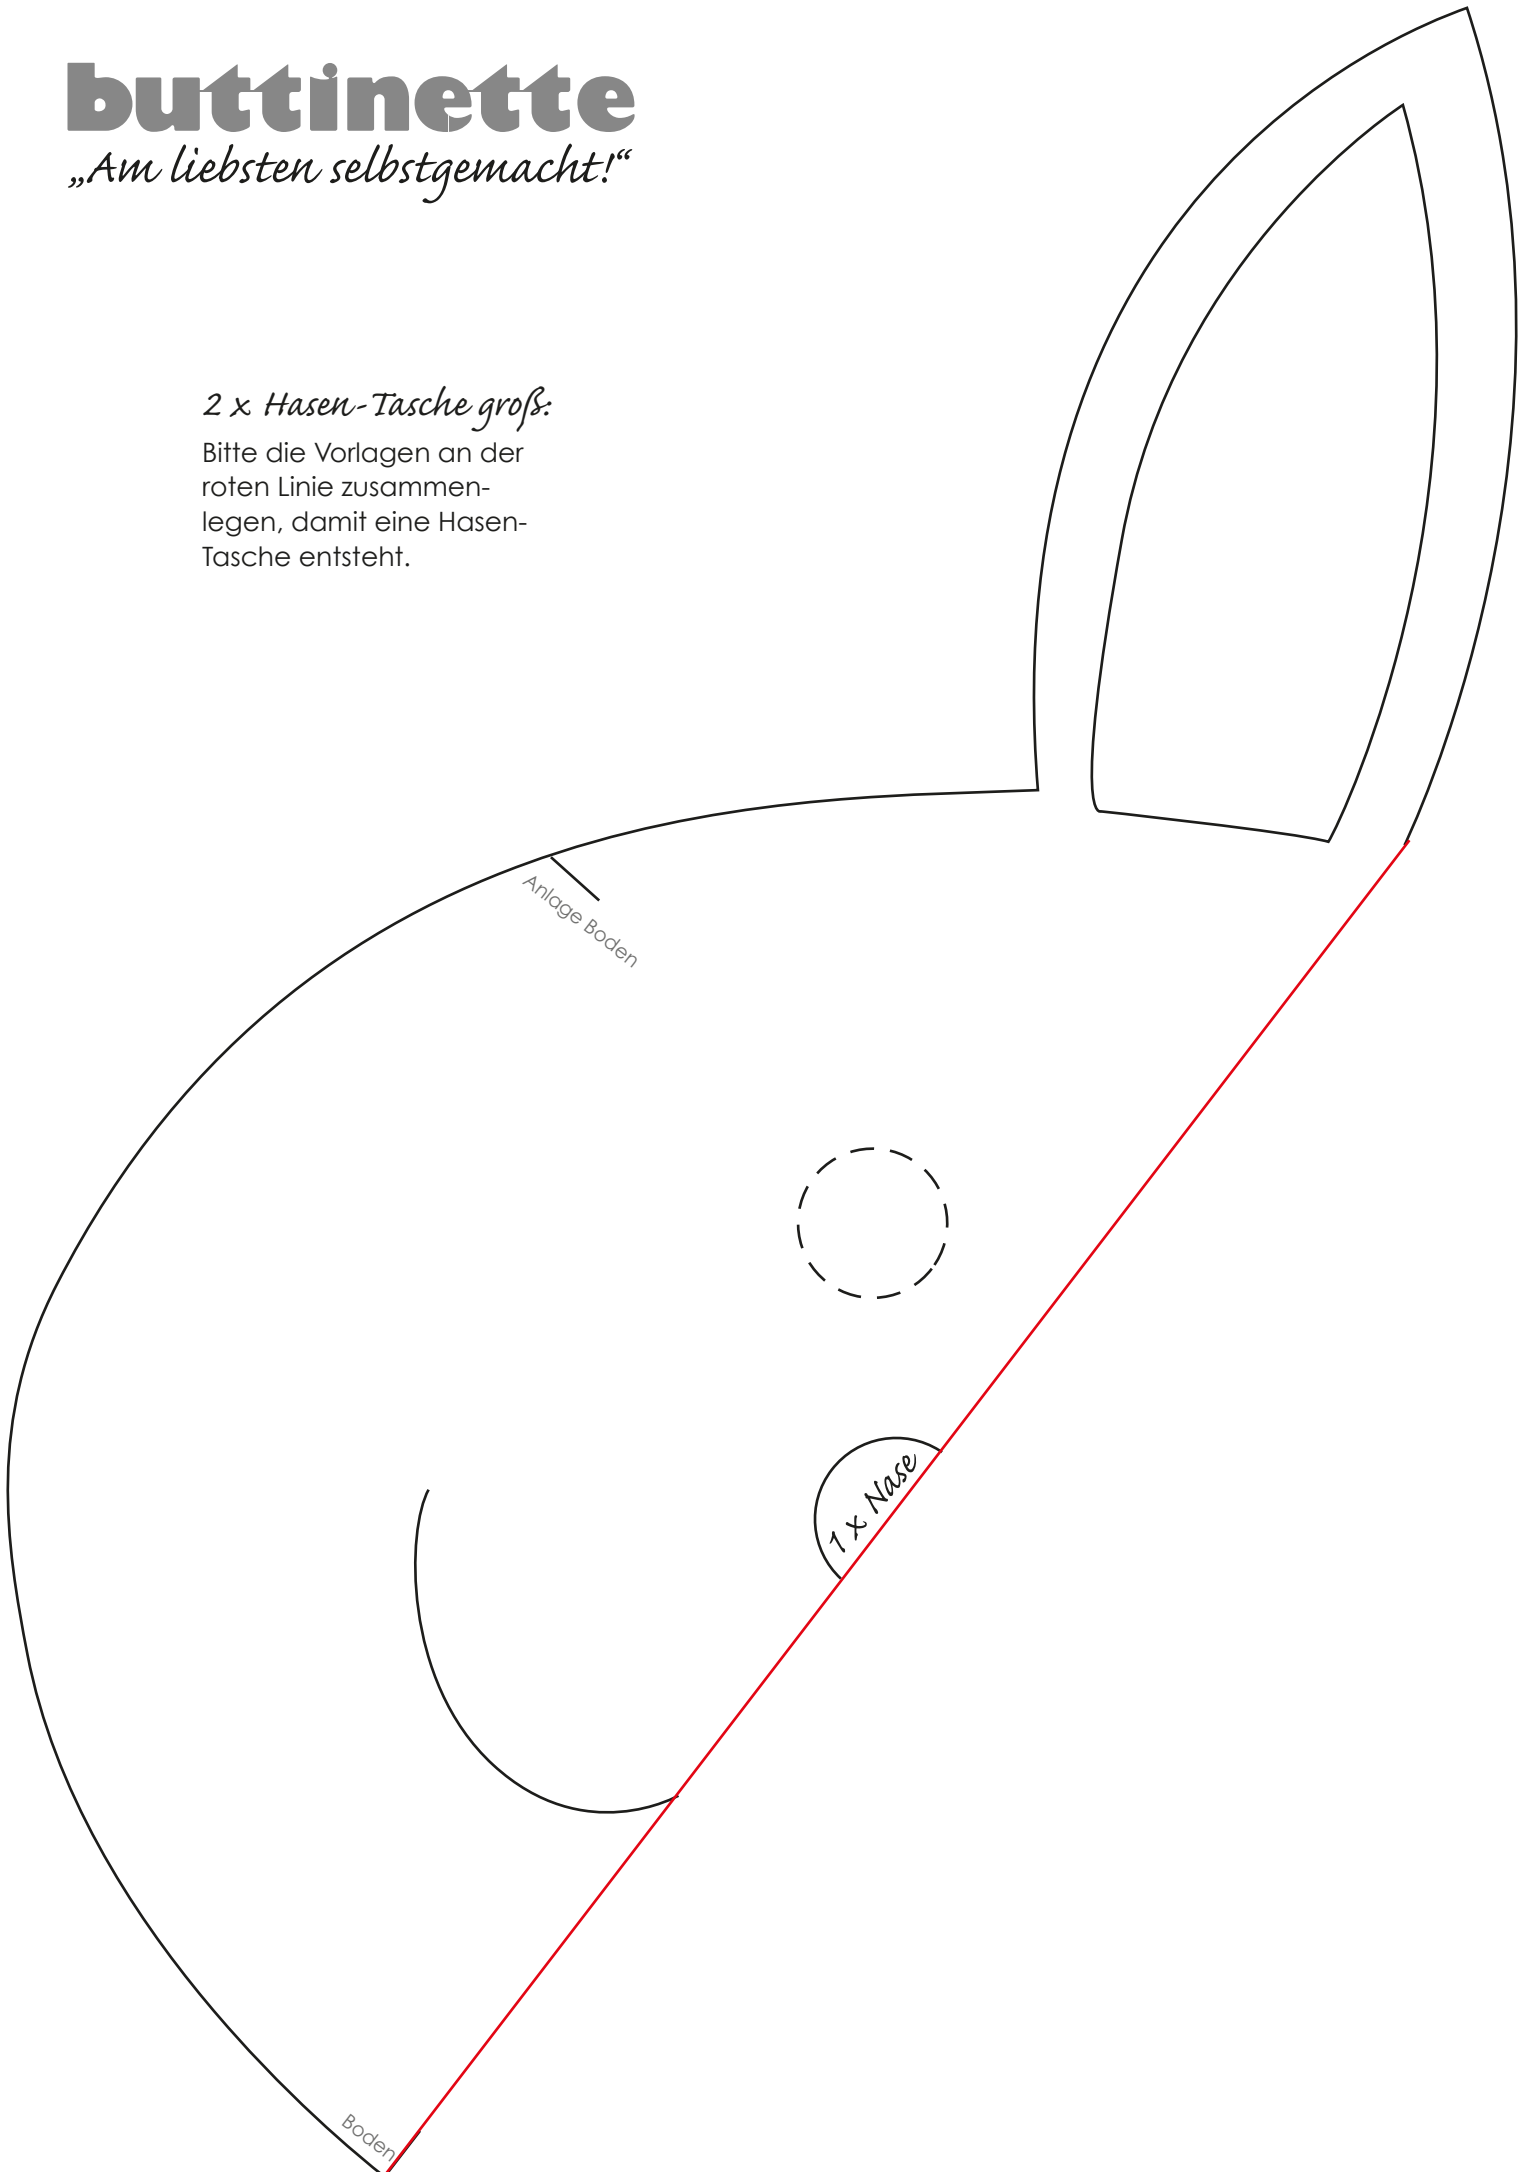 buttinette
„Am liebsten selbstgemacht!“
2 x Hasen-Tasche groß:
Bitte die Vorlagen an der
roten Linie zusammen-
legen, damit eine Hasen-
Tasche entsteht.
Anlage Boden
1 x Nase
Boden